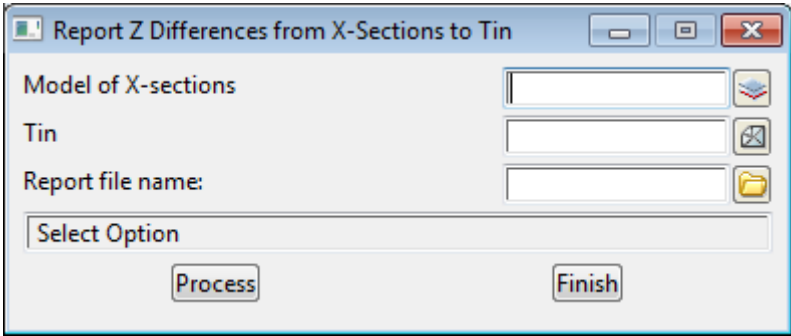 Report Z Differences from X-Sections to Tin
Model of X-sections
Tin
Report file name:
Select Option
Process Finish